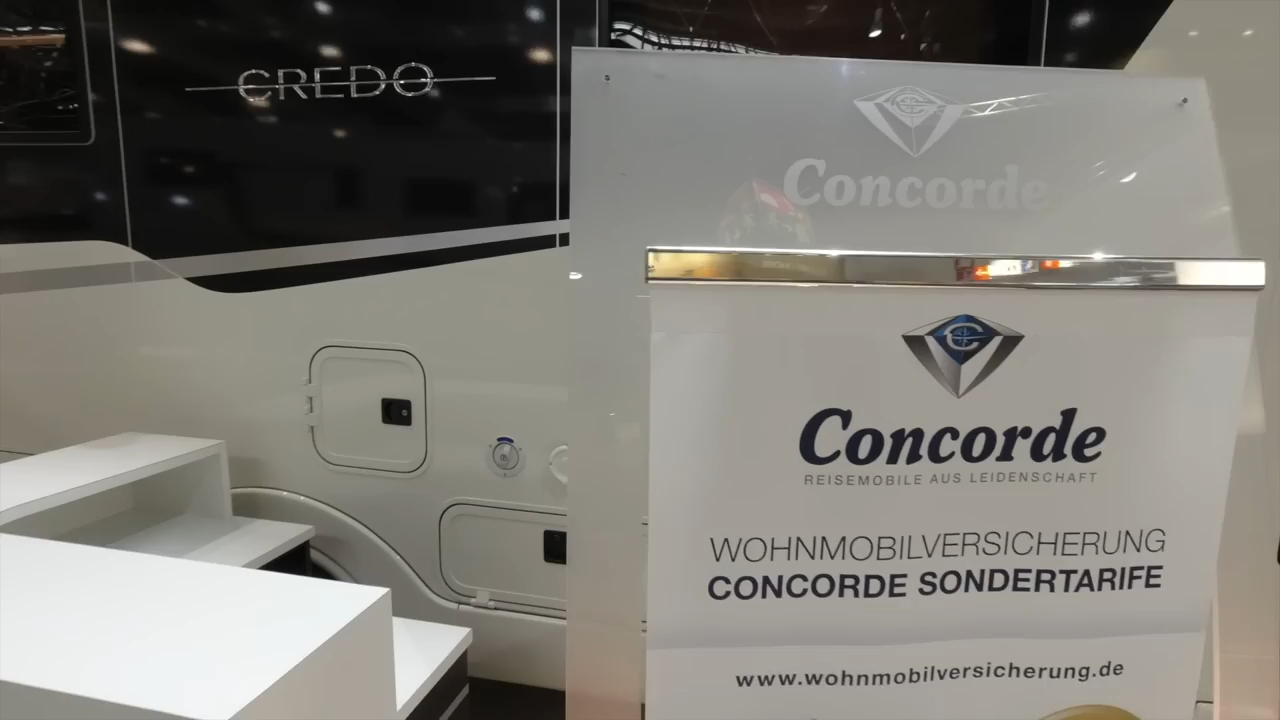 CREDO
Concorde
Concorde
REISEMOBILE AUS LEIDENSCHAFT
WOHNMOBILVERSICHERUNG
CONCORDE SONDERTARIFE
www.wohnmobilversicherung.de